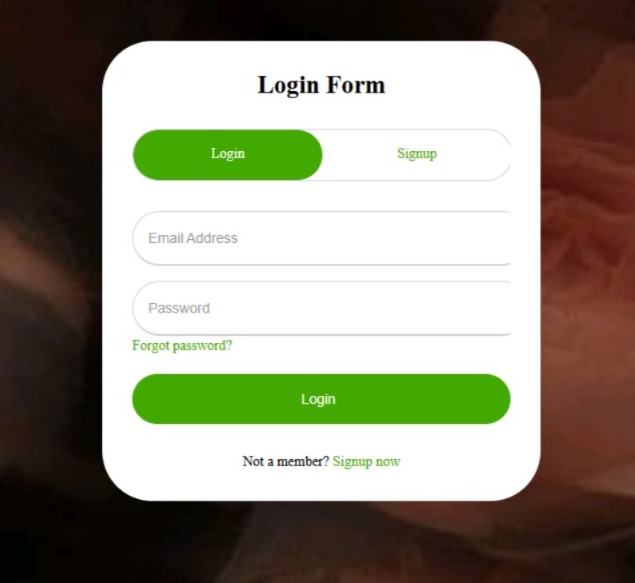 Login Form
Login Signup
Email Address
Password
Forgot password?
Login
Not a member? Signup now